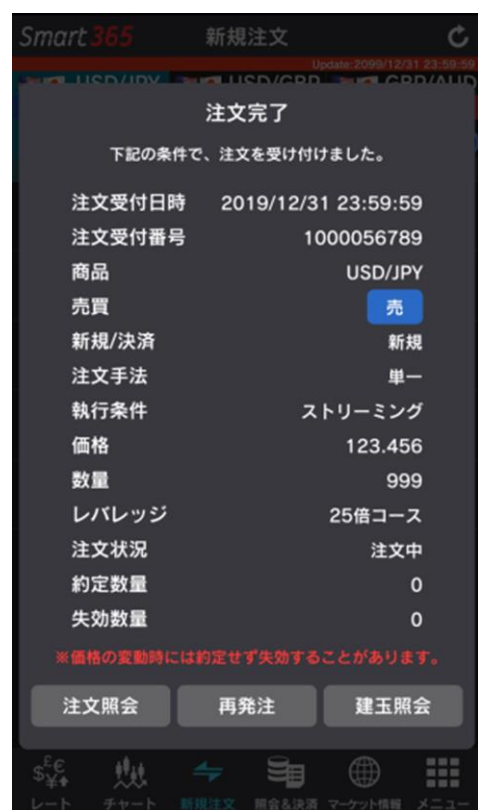 Smart 365 新規注文
Update:2099/12/31 23:59:59
USD/JPY USD/GBP GBP/AUD
注文完了
下記の条件で、注文を受け付けました。
注文受付日時 2019/12/31 23:59:59
注文受付番号 1000056789
商品 USD/JPY
売買 売
新規/決済 新規
注文手法 単一
執行条件 ストリーミング
価格 123.456
数量 999
レバレッジ 25倍コース
注文状況 注文中
約定数量 0
失効数量 0
※価格の変動時には約定せず失効することがあります。
注文照会 再発注 建玉照会
レート チャート 新規注文 照会&決済 マーケット情報 メニュー